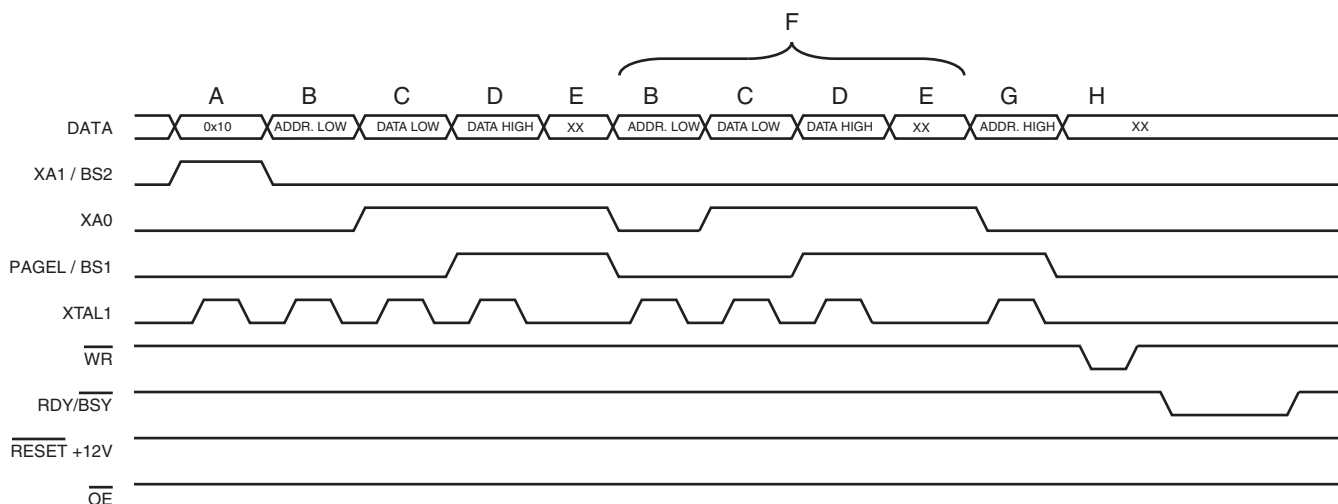 F
A B C D E B C D E G H
DATA 0x10 ADDR. LOW DATA LOW DATA HIGH XX ADDR. LOW DATA LOW DATA HIGH XX ADDR. HIGH XX
XA1 / BS2
XA0
PAGEL / BS1
XTAL1
WR
RDY/BSY
RESET +12V
OE